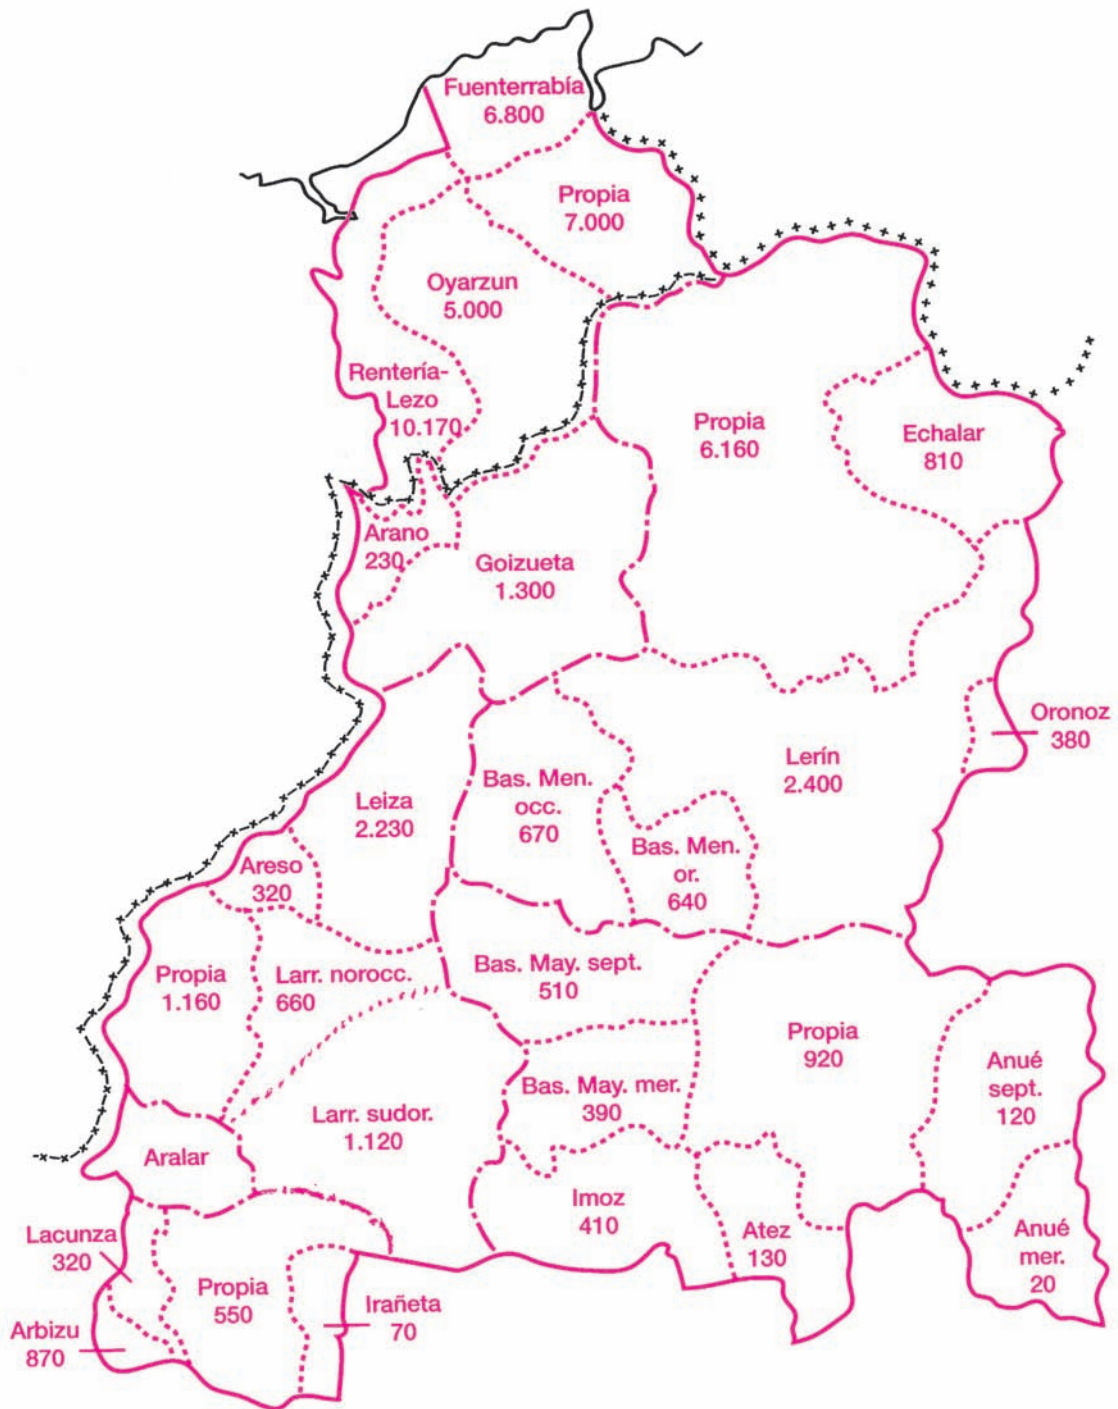 Fuenterrabía
6.800
Propia
7.000
Oyarzun
5.000
Rentería-
Lezo
10.170
Propia
6.160
Echalar
810
Arano
230
Goizueta
1.300
Oronoz
380
Lerín
2.400
Bas. Men.
occ.
670
Leiza
2.230
Bas. Men.
or.
640
Areso
320
Bas. May. sept.
510
Propia
1.160
Larr. norocc.
660
Propia
920
Anué
sept.
120
Bas. May. mer.
390
Larr. sudor.
1.120
Aralar
Imoz
410
Atez
130
Anué
mer.
20
Lacunza
320
Propia
550
Irañeta
70
Arbizu
870